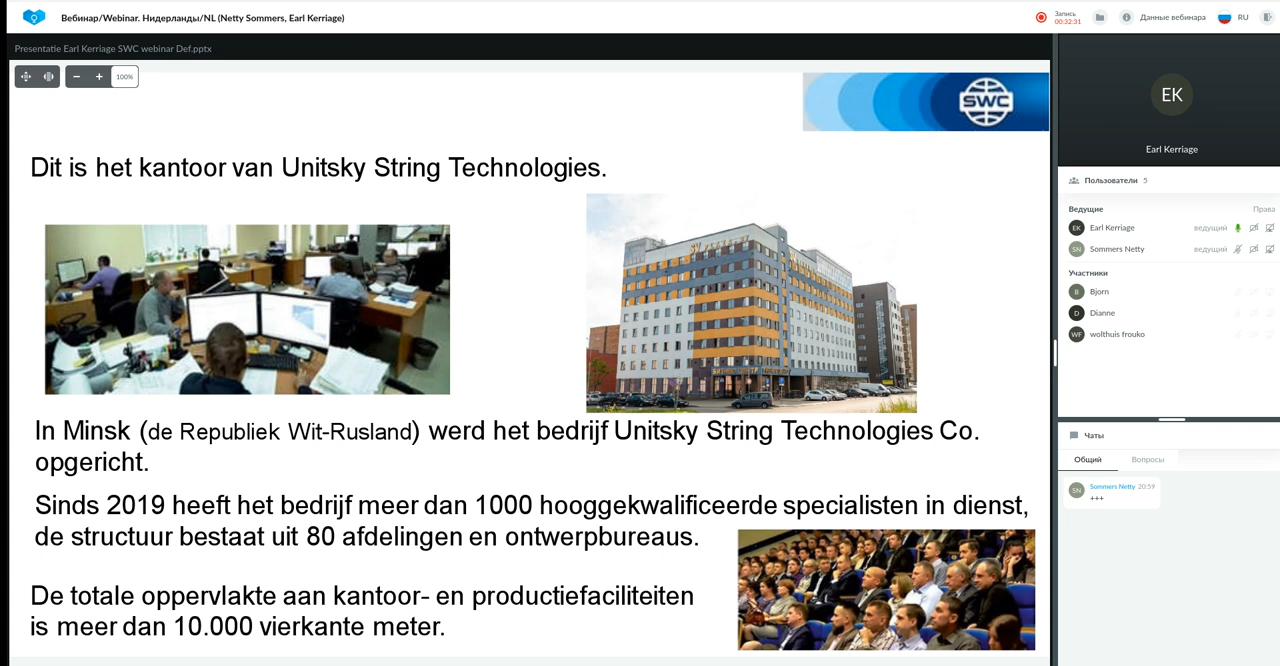 Вебинар/Webinar. Нидерланды/NL (Netty Sommers, Earl Kerriage)
Запись
00:32:31
Данные вебинара
RU
Presentatie Earl Kerriage SWC webinar Def.pptx
100%
SWC
Dit is het kantoor van Unitsky String Technologies.
In Minsk (de Republiek Wit-Rusland) werd het bedrijf Unitsky String Technologies Co.
opgericht.
Sinds 2019 heeft het bedrijf meer dan 1000 hooggekwalificeerde specialisten in dienst,
de structuur bestaat uit 80 afdelingen en ontwerpbureaus.
De totale oppervlakte aan kantoor- en productiefaciliteiten
is meer dan 10.000 vierkante meter.
EK
Earl Kerriage
Пользователи 5
Ведущие Права
EK Earl Kerriage ведущий
SN Sommers Netty ведущий
Участники
B Bjorn
D Dianne
WF wolthuis frouko
Чаты
Общий Вопросы
SN Sommers Netty 20:59
+++